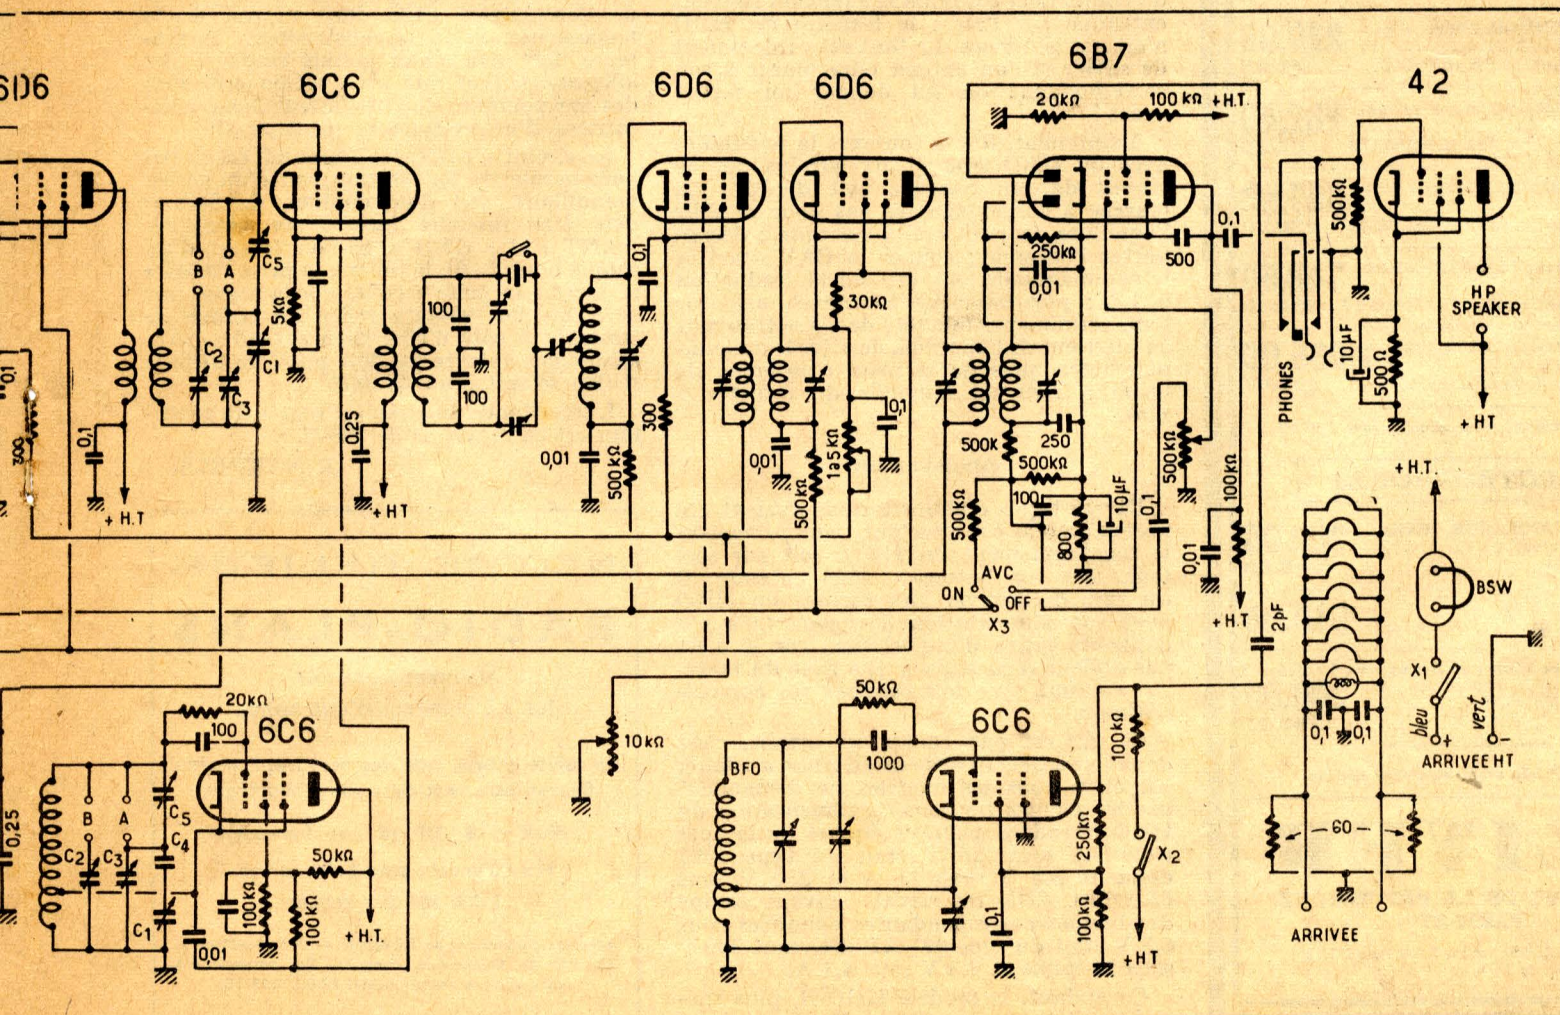 6D6
6C6
6D6
6D6
6B7
42
20kΩ
100 kΩ
+H.T.
B
A
C5
5kΩ
C2
C1
C3
0,1
300
0,1
+ H.T
0,25
+ HT
100
100
0,01
500 kΩ
0,1
300
0,01
500kΩ
30kΩ
1à5kΩ
0,1
250kΩ
0,01
500
0,1
500K
250
500kΩ
100
500kΩ
800
10µF
0,1
500kΩ
100kΩ
0,01
+H.T
AVC
ON
OFF
X3
2pF
PHONES
500kΩ
10µF
500 Ω
HP
SPEAKER
+ HT
+H.T.
BSW
X1
bleu
vert
+
-
ARRIVEE HT
0,1
0,1
60
ARRIVEE
0,25
20kΩ
100
6C6
B
A
C5
C2
C3
C4
C1
50kΩ
100kΩ
100kΩ
0,01
+H.T.
10kΩ
BFO
50kΩ
1000
6C6
100kΩ
250kΩ
X2
0,1
100kΩ
+HT